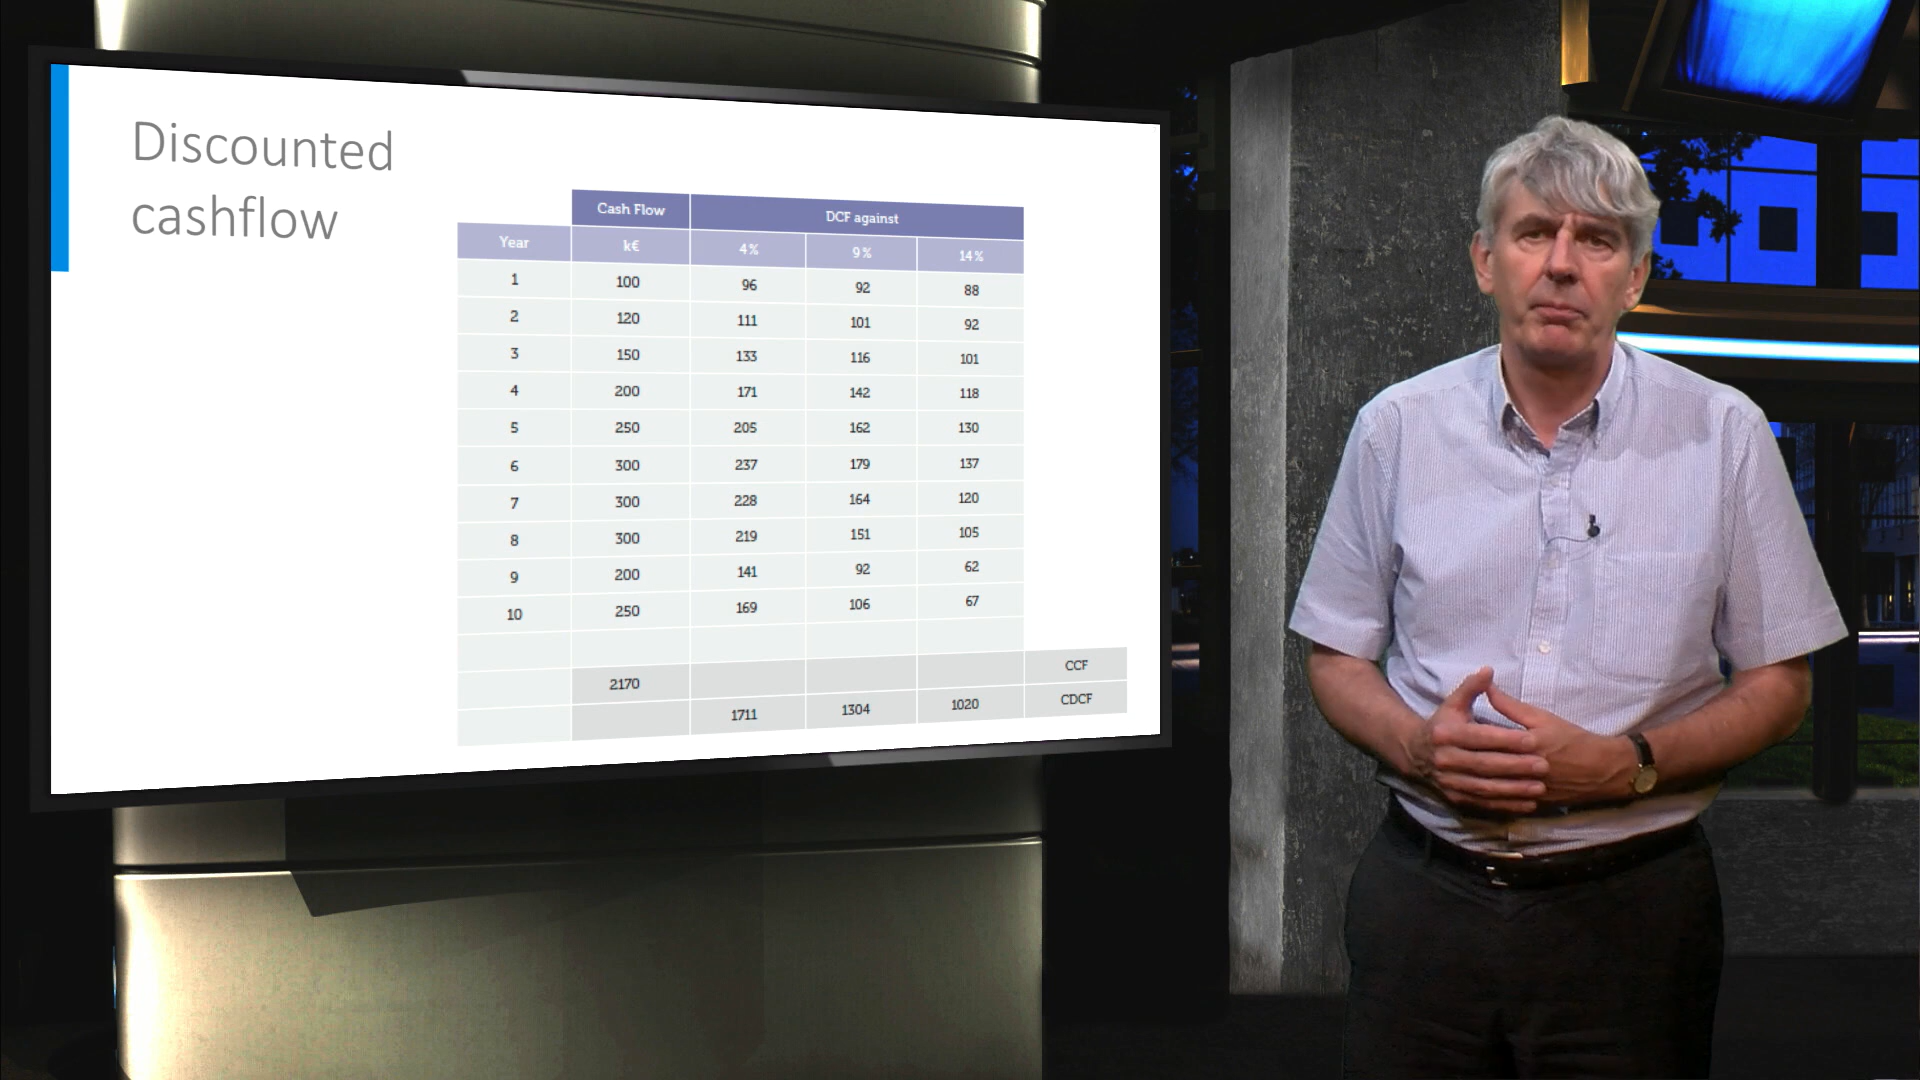 Discounted
cashflow
Cash Flow DCF against
Year k€ 4% 9% 14%
1 100 96 92 88
2 120 111 101 92
3 150 133 116 101
4 200 171 142 118
5 250 205 162 130
6 300 237 179 137
7 300 228 164 120
8 300 219 151 105
9 200 141 92 62
10 250 169 106 67
2170 CCF
1711 1304 1020 CDCF